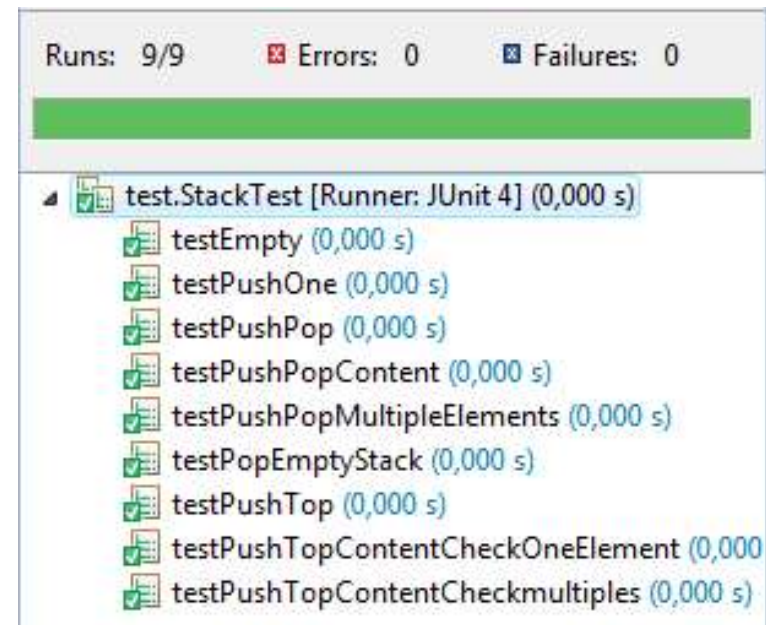 Runs: 9/9 Errors: 0 Failures: 0
test.StackTest [Runner: JUnit 4] (0,000 s)
testEmpty (0,000 s)
testPushOne (0,000 s)
testPushPop (0,000 s)
testPushPopContent (0,000 s)
testPushPopMultipleElements (0,000 s)
testPopEmptyStack (0,000 s)
testPushTop (0,000 s)
testPushTopContentCheckOneElement (0,000
testPushTopContentCheckmultiples (0,000 s)